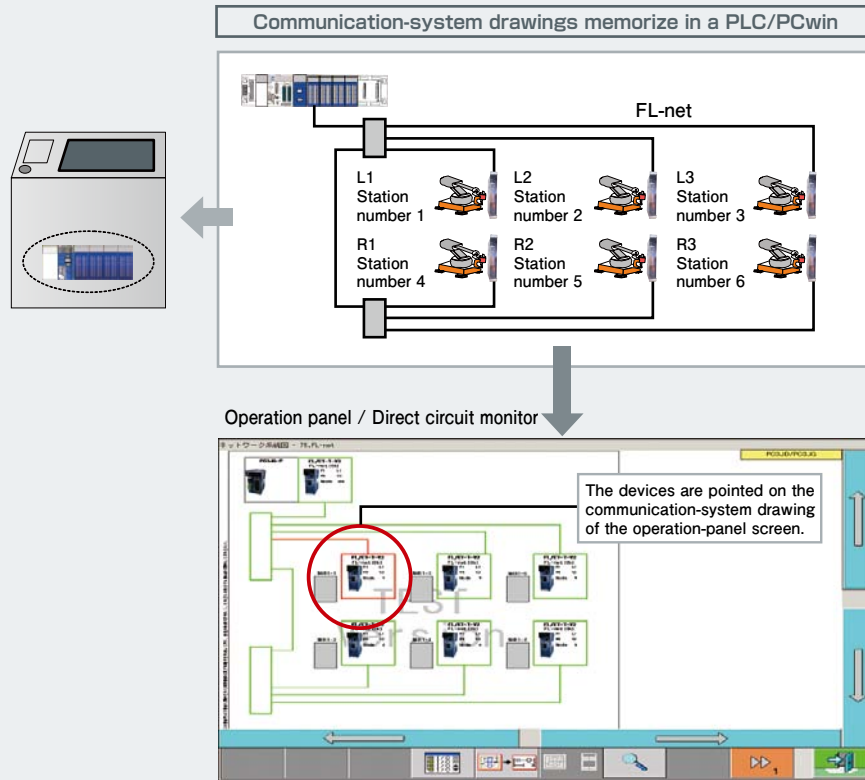 Communication-system drawings memorize in a PLC/PCwin
FL-net
L1
Station
number 1
L2
Station
number 2
L3
Station
number 3
R1
Station
number 4
R2
Station
number 5
R3
Station
number 6
Operation panel / Direct circuit monitor
PC3JD/PC3JG
The devices are pointed on the
communication-system drawing
of the operation-panel screen.
TEST
Version
1